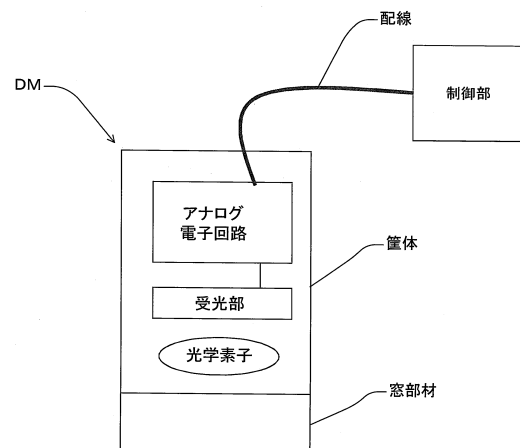 配線
DM
制御部
アナログ
電子回路
筐体
受光部
光学素子
窓部材